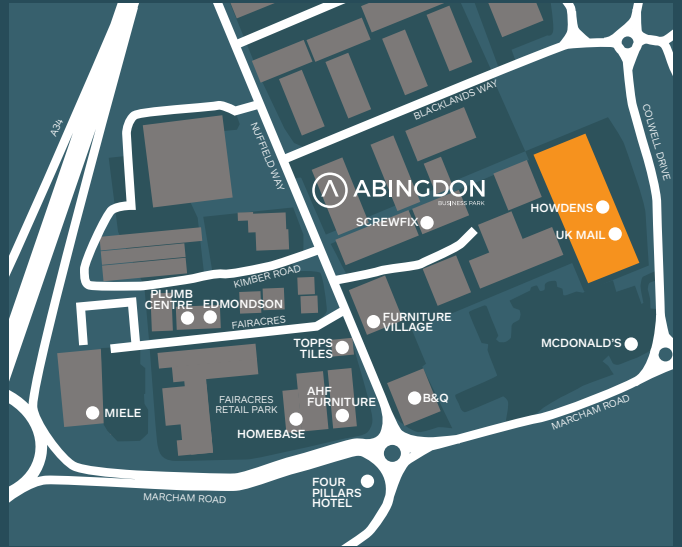 A34
NUFFIELD WAY
BLACKLANDS WAY
COLWELL DRIVE
ABINGDON
BUSINESS PARK
HOWDENS
SCREWFIX
UK MAIL
KIMBER ROAD
PLUMB
CENTRE
EDMONDSON
FAIRACRES
FURNITURE
VILLAGE
TOPPS
TILES
MCDONALD'S
AHF
FURNITURE
FAIRACRES
RETAIL PARK
B&Q
MIELE
HOMEBASE
MARCHAM ROAD
FOUR
PILLARS
HOTEL
MARCHAM ROAD